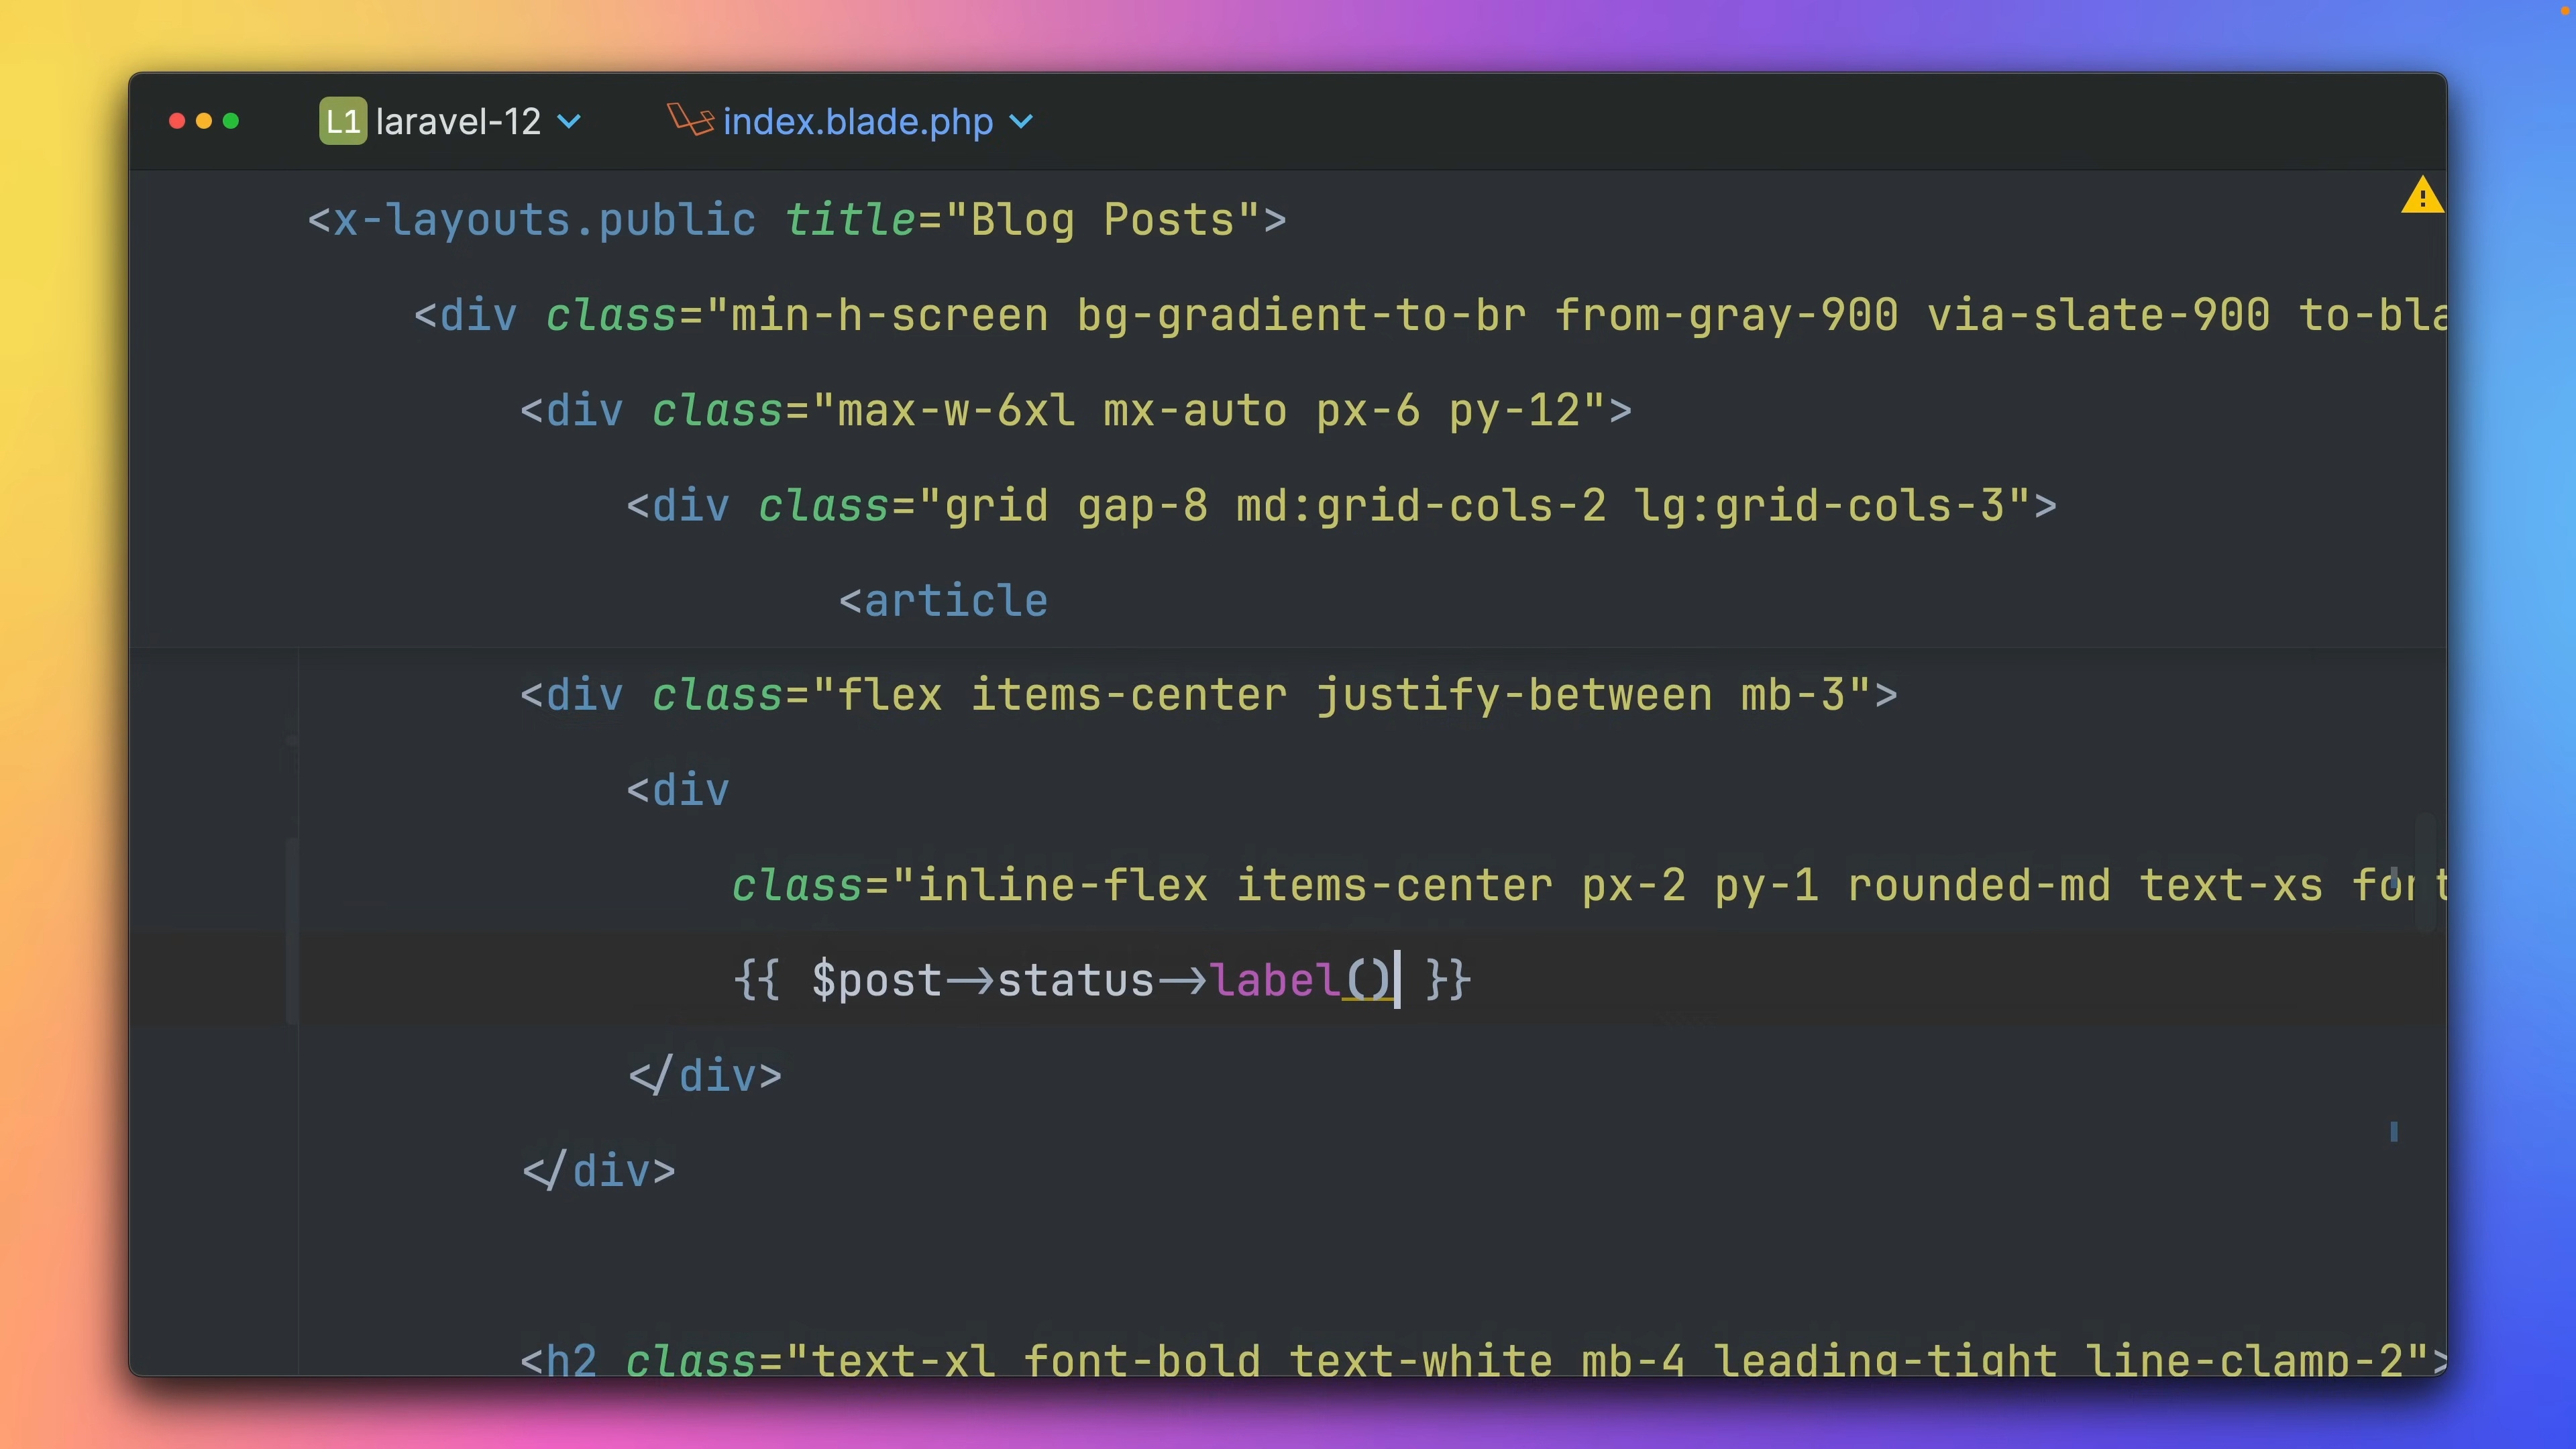 L1 laravel-12 index.blade.php
<x-layouts.public title="Blog Posts">
<div class="min-h-screen bg-gradient-to-br from-gray-900 via-slate-900 to-bla
<div class="max-w-6xl mx-auto px-6 py-12">
<div class="grid gap-8 md:grid-cols-2 lg:grid-cols-3">
<article
<div class="flex items-center justify-between mb-3">
<div
class="inline-flex items-center px-2 py-1 rounded-md text-xs font
{{ $post->status->label() }}
</div>
</div>
<h2 class="text-xl font-bold text-white mb-4 leading-tight line-clamp-2">